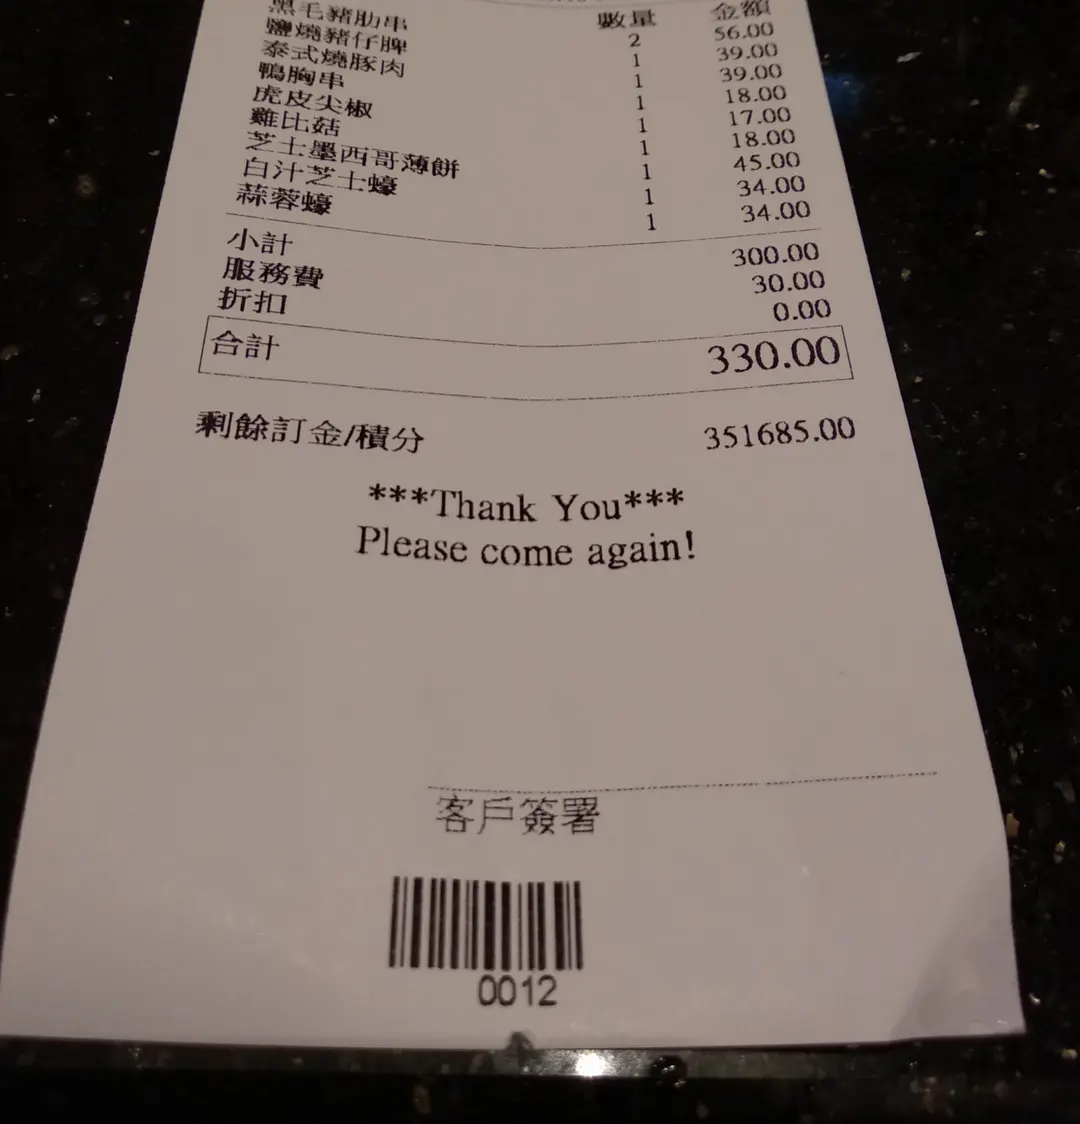 數量 金額
黑毛豬肋串 2 56.00
鹽燒豬仔脾 1 39.00
泰式燒豚肉 1 39.00
鴨胸串 1 18.00
虎皮尖椒 1 17.00
雞比菇 1 18.00
芝士墨西哥薄餅 1 45.00
白汁芝士蠔 1 34.00
蒜蓉蠔 1 34.00
小計 300.00
服務費 30.00
折扣 0.00
合計 330.00
剩餘訂金/積分 351685.00
***Thank You***
Please come again!
客戶簽署
0012